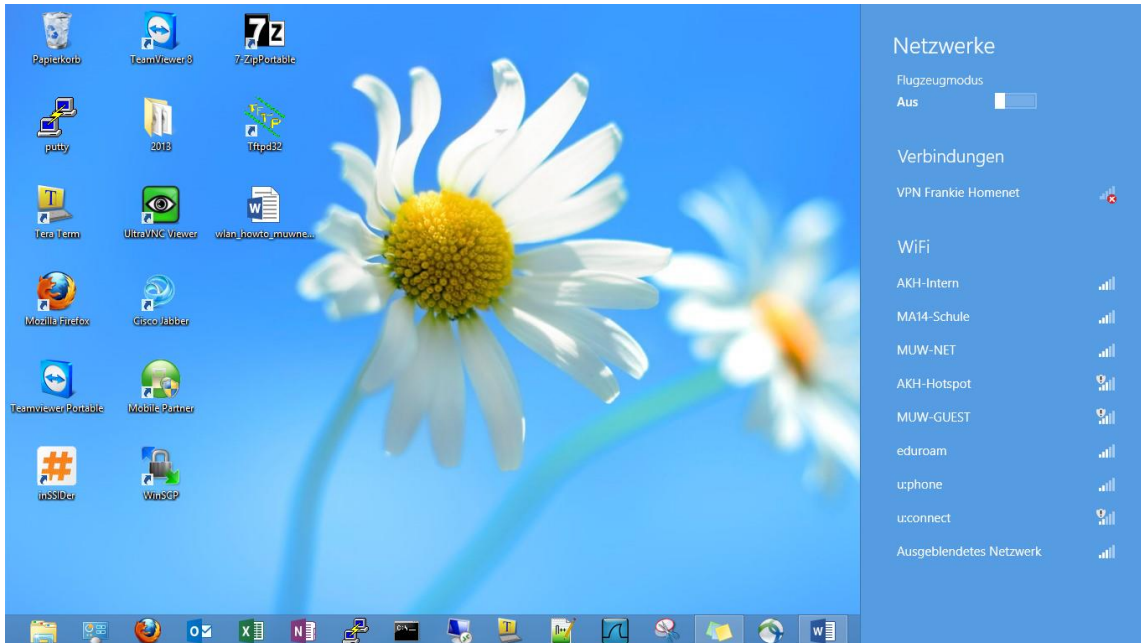 Papierkorb
TeamViewer 8
7-ZipPortable
putty
2013
Tftpd32
Tera Term
UltraVNC Viewer
wlan_howto_muwne...
Mozilla Firefox
Cisco Jabber
Teamviewer Portable
Mobile Partner
inSSIDer
WinSCP
Netzwerke
Flugzeugmodus
Aus
Verbindungen
VPN Frankie Homenet
WiFi
AKH-Intern
MA14-Schule
MUW-NET
AKH-Hotspot
MUW-GUEST
eduroam
u:phone
u:connect
Ausgeblendetes Netzwerk